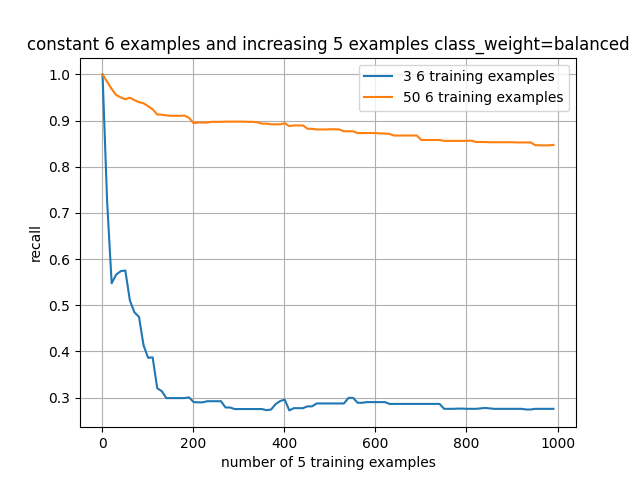 constant 6 examples and increasing 5 examples class_weight=balanced
3 6 training examples
50 6 training examples
recall
1.0
0.9
0.8
0.7
0.6
0.5
0.4
0.3
0 200 400 600 800 1000
number of 5 training examples